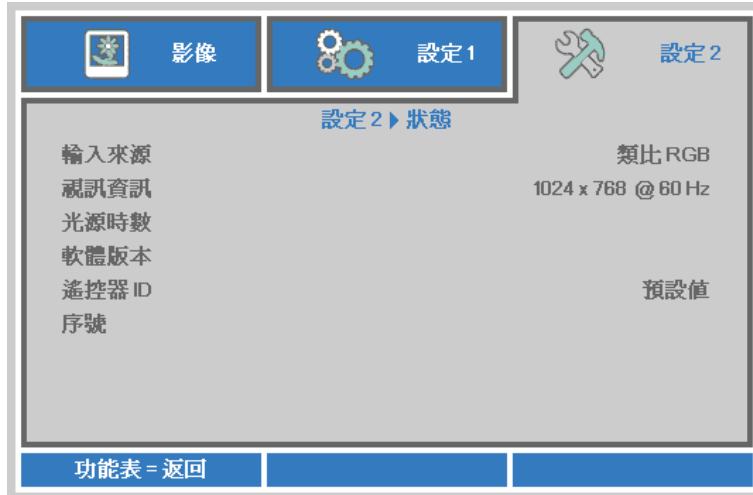 影像
設定1
設定2
設定2 ▶ 狀態
輸入來源 類比 RGB
視訊資訊 1024 x 768 @ 60 Hz
光源時數
軟體版本
遙控器 ID 預設值
序號
功能表 = 返回